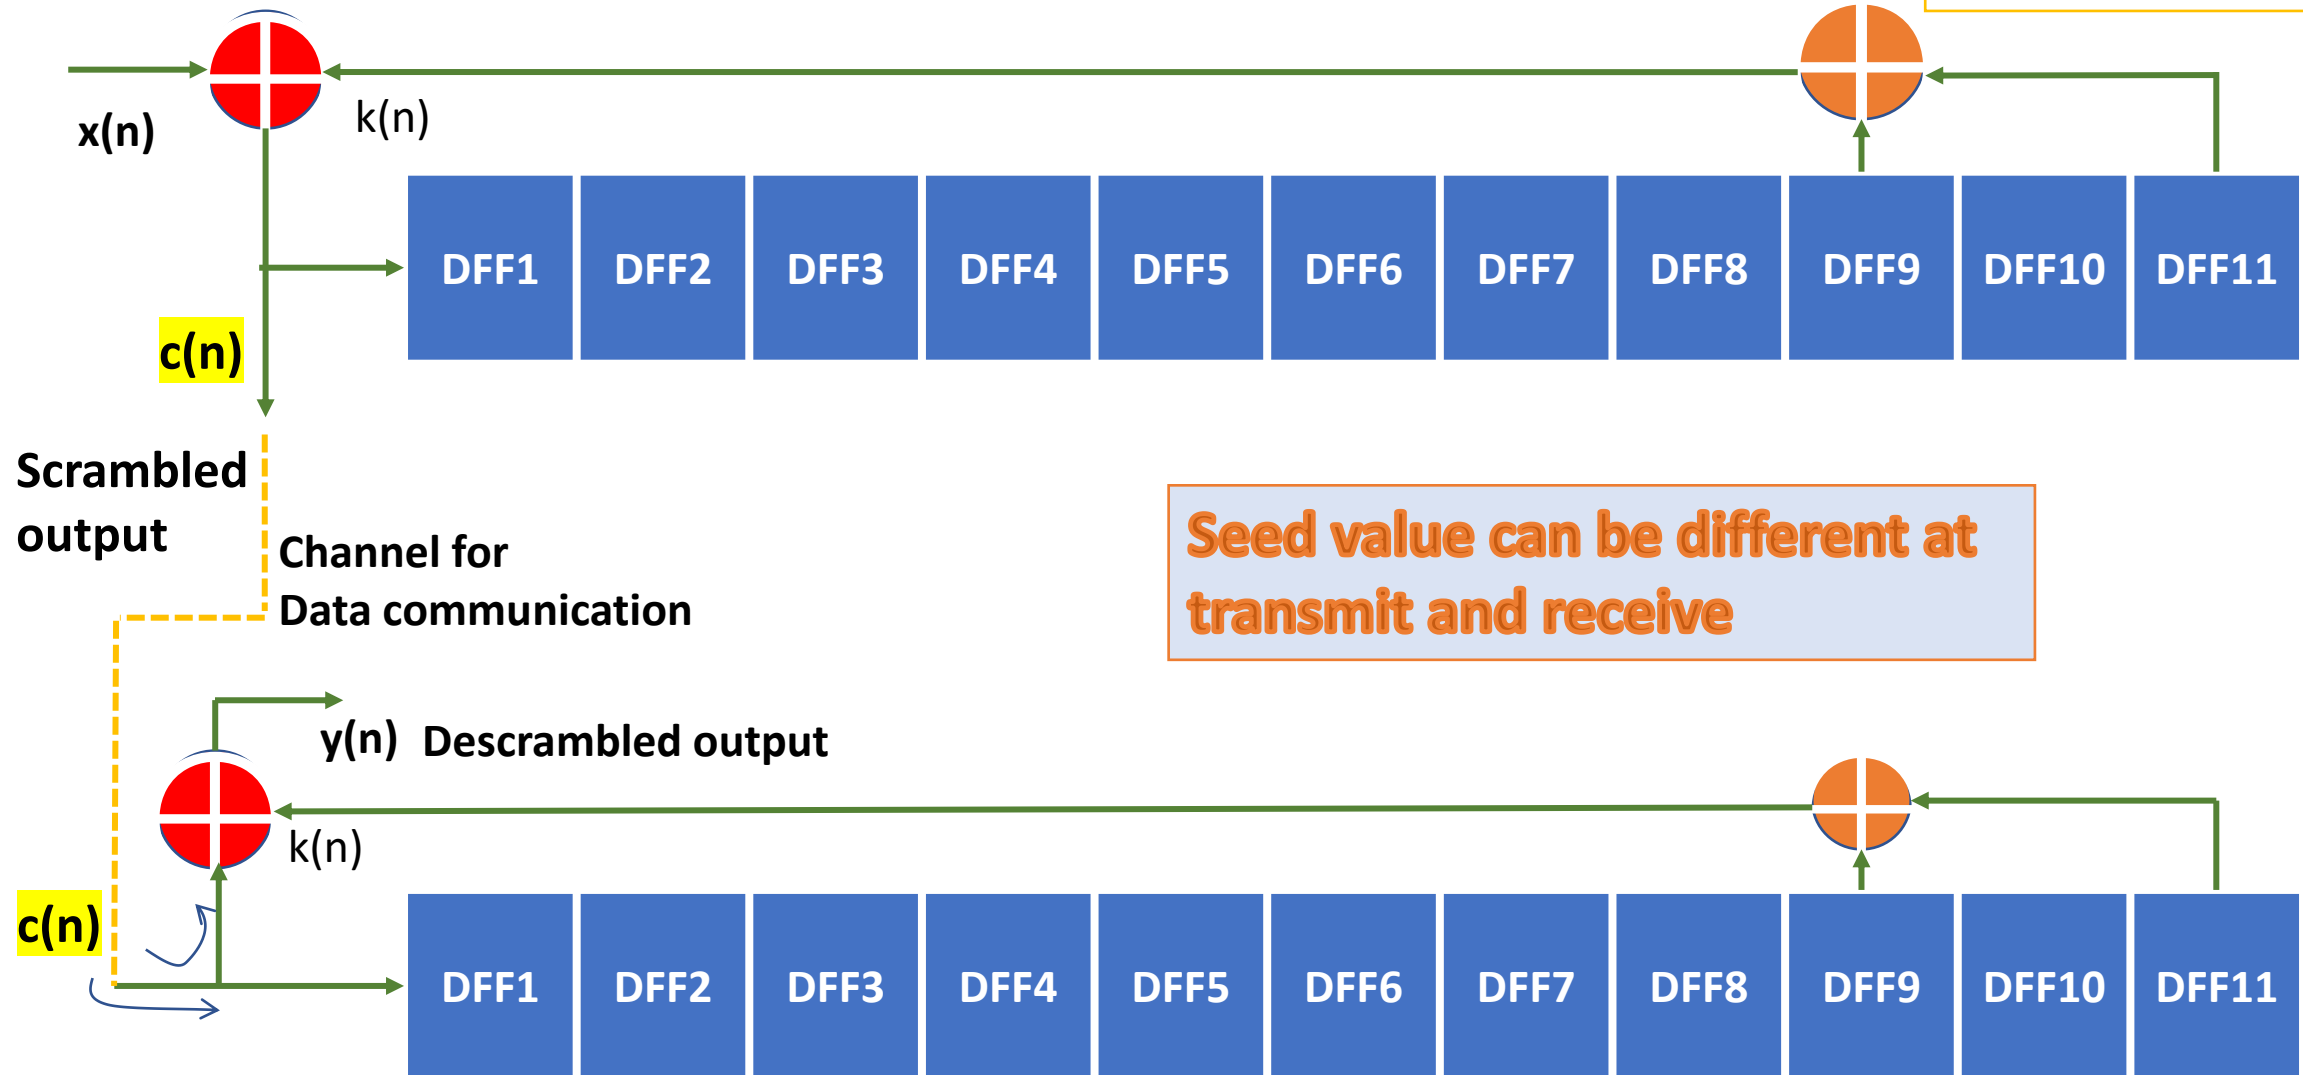 x(n)
k(n)
DFF1 DFF2 DFF3 DFF4 DFF5 DFF6 DFF7 DFF8 DFF9 DFF10 DFF11
c(n)
Scrambled
output
Channel for
Data communication
Seed value can be different at
transmit and receive
y(n) Descrambled output
k(n)
c(n)
DFF1 DFF2 DFF3 DFF4 DFF5 DFF6 DFF7 DFF8 DFF9 DFF10 DFF11